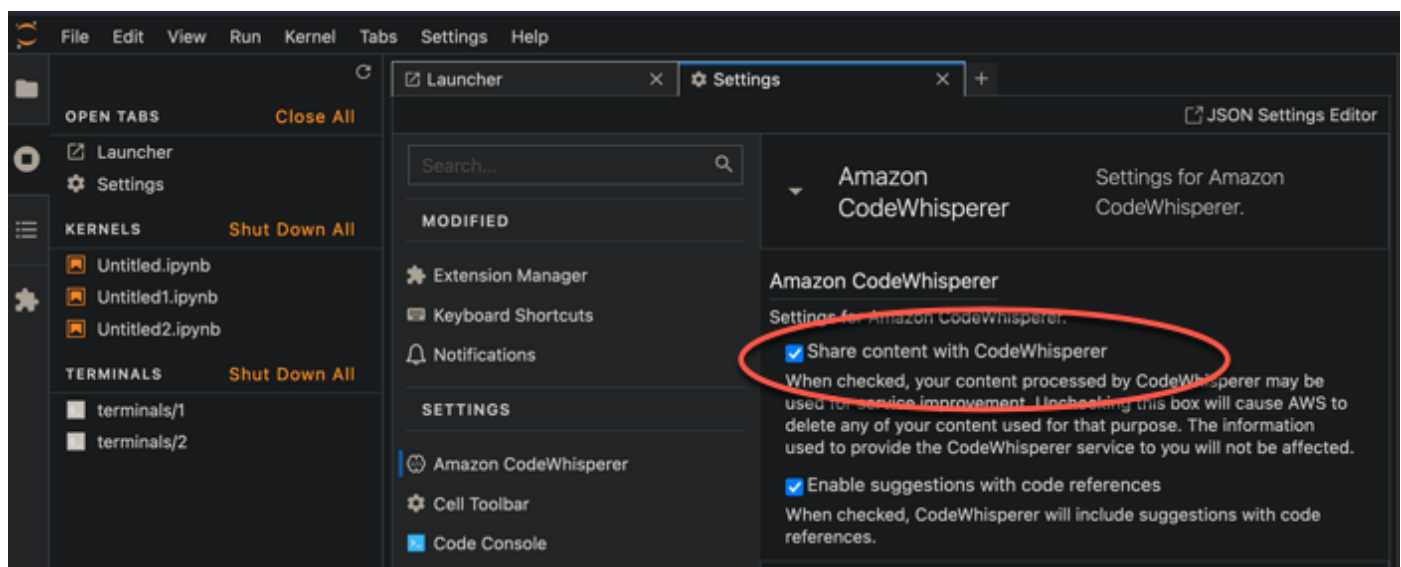 File Edit View Run Kernel Tabs Settings Help
Launcher
Settings
OPEN TABS Close All
Launcher
Settings
KERNELS Shut Down All
Untitled.ipynb
Untitled1.ipynb
Untitled2.ipynb
TERMINALS Shut Down All
terminals/1
terminals/2
JSON Settings Editor
Search...
MODIFIED
Extension Manager
Keyboard Shortcuts
Notifications
SETTINGS
Amazon CodeWhisperer
Cell Toolbar
Code Console
Amazon
CodeWhisperer
Settings for Amazon
CodeWhisperer.
Amazon CodeWhisperer
Settings for Amazon CodeWhisperer.
Share content with CodeWhisperer
When checked, your content processed by CodeWhisperer may be
used for service improvement. Unchecking this box will cause AWS to
delete any of your content used for that purpose. The information
used to provide the CodeWhisperer service to you will not be affected.
Enable suggestions with code references
When checked, CodeWhisperer will include suggestions with code
references.